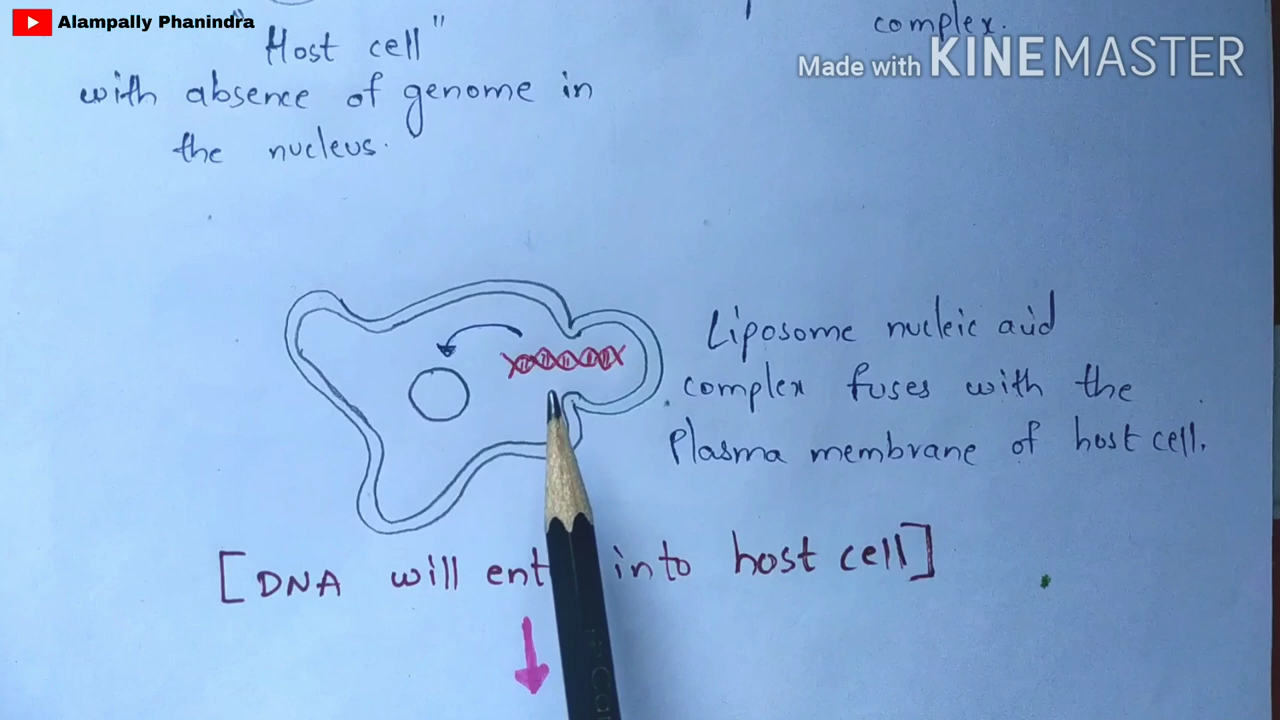 Alampally Phanindra
"Host cell"
with absence of genome in
the nucleus.
complex.
Made with KINEMASTER
Liposome nucleic acid
complex fuses with the
plasma membrane of host cell.
[DNA will ent into host cell]